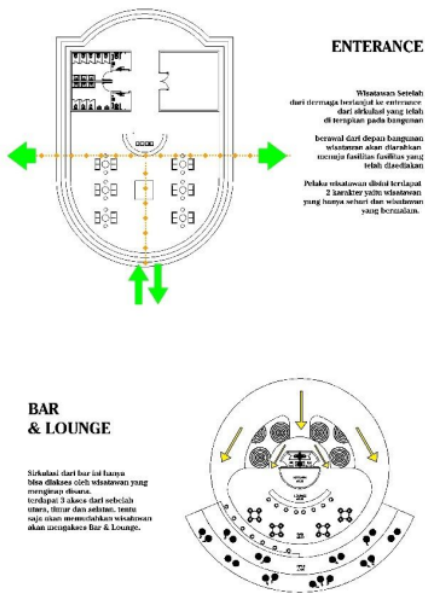 ENTERANCE
Wisatawan Setelah
dari dermaga berlanjut ke enterance
dari sirkulasi yang telah
di terapkan pada bangunan
berawal dari depan bangunan
wisatawan akan diarahkan
menuju fasilitas fasilitas yang
telah disediakan
Pelaku wisatawan disini terdapat
2 karakter yaitu wisatawan
yang hanya sehari dan wisatawan
yang bermalam.
BAR
& LOUNGE
Sirkulasi dari bar ini hanya
bisa diakses oleh wisatawan yang
menginap disana.
terdapat 3 akses dari sebelah
utara, timur dan selatan. tentu
saja akan memudahkan wisatawan
akan mengakses Bar & Lounge.